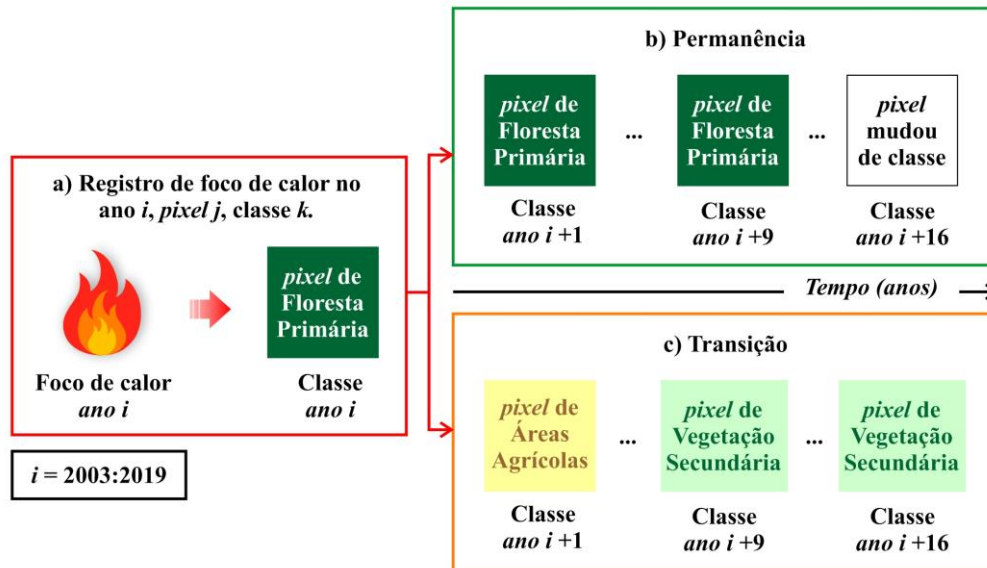 a) Registro de foco de calor no
ano i, pixel j, classe k.
Foco de calor
ano i
pixel de
Floresta
Primária
Classe
ano i
i = 2003:2019
b) Permanência
pixel de
Floresta
Primária
Classe
ano i +1
...
pixel de
Floresta
Primária
Classe
ano i +9
...
pixel
mudou
de classe
Classe
ano i +16
Tempo (anos)
c) Transição
pixel de
Áreas
Agrícolas
Classe
ano i +1
...
pixel de
Vegetação
Secundária
Classe
ano i +9
...
pixel de
Vegetação
Secundária
Classe
ano i +16